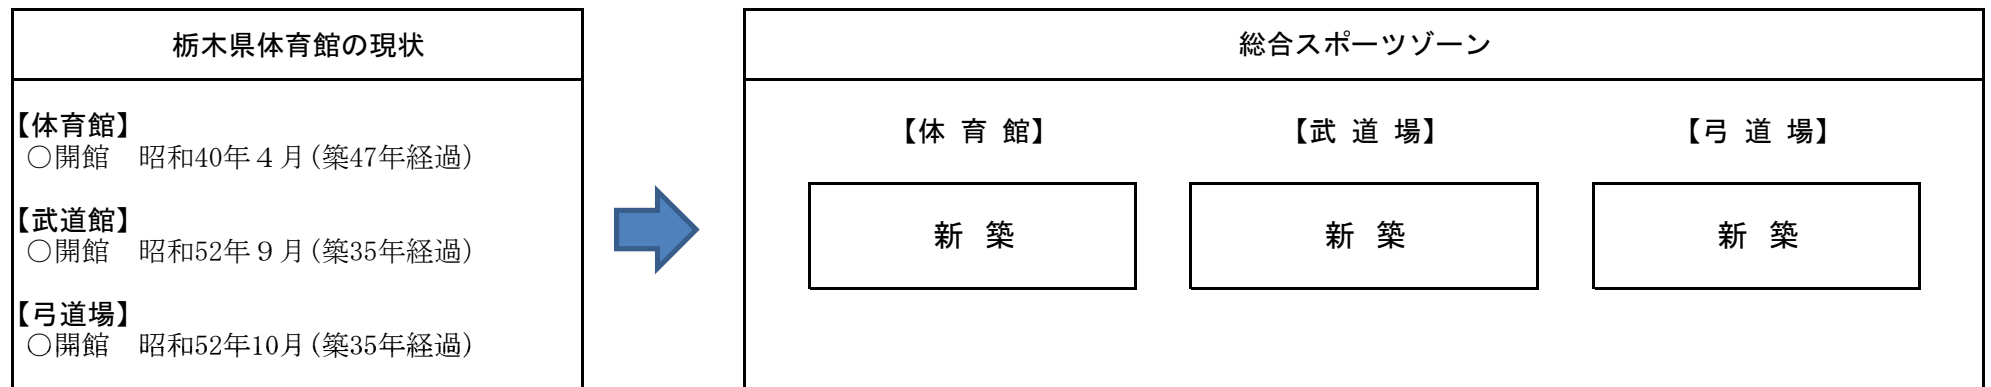 栃木県体育館の現状
【体育館】
○開館　昭和40年４月(築47年経過)
【武道館】
○開館　昭和52年９月(築35年経過)
【弓道場】
○開館　昭和52年10月(築35年経過)
総合スポーツゾーン
【体 育 館】　【武 道 場】　【弓 道 場】
新 築　新 築　新 築